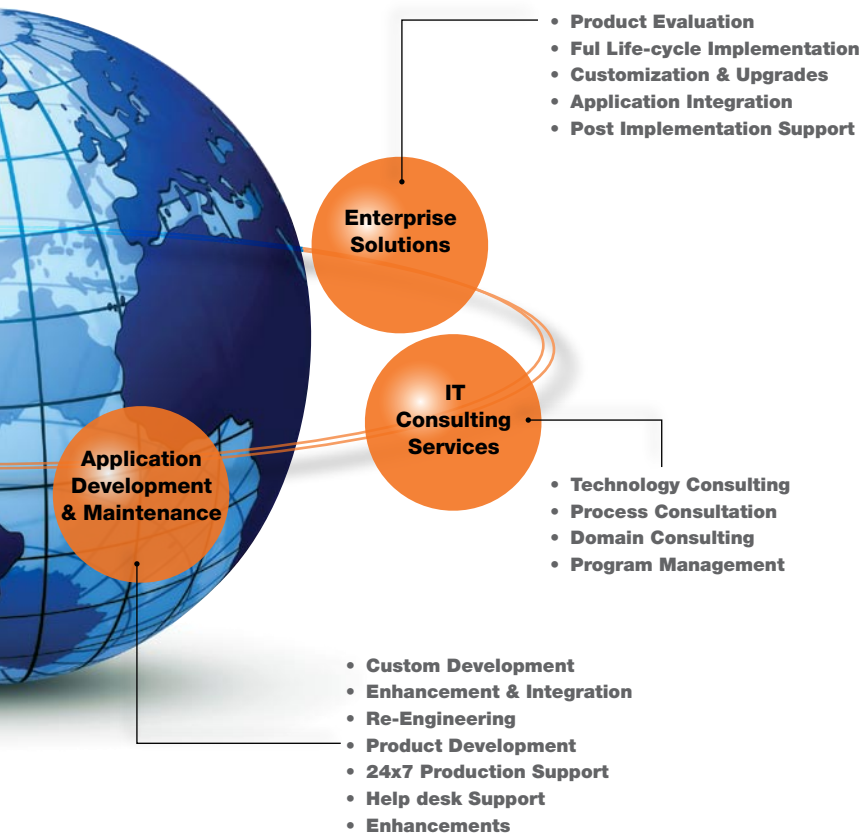 • Product Evaluation
• Ful Life-cycle Implementation
• Customization & Upgrades
• Application Integration
• Post Implementation Support
Enterprise
Solutions
IT
Consulting
Services
• Technology Consulting
• Process Consultation
• Domain Consulting
• Program Management
Application
Development
& Maintenance
• Custom Development
• Enhancement & Integration
• Re-Engineering
• Product Development
• 24x7 Production Support
• Help desk Support
• Enhancements